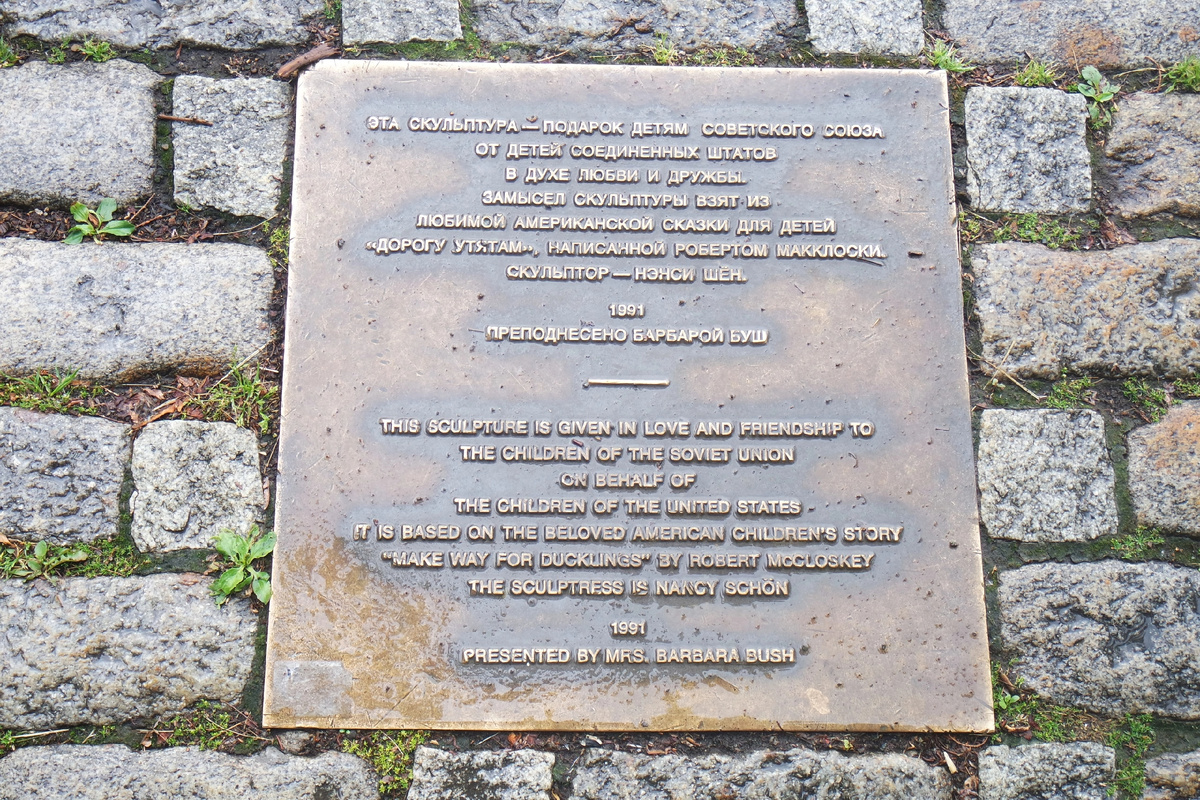 ЭТА СКУЛЬПТУРА — ПОДАРОК ДЕТЯМ СОВЕТСКОГО СОЮЗА
ОТ ДЕТЕЙ СОЕДИНЕННЫХ ШТАТОВ
В ДУХЕ ЛЮБВИ И ДРУЖБЫ.
ЗАМЫСЕЛ СКУЛЬПТУРЫ ВЗЯТ ИЗ
ЛЮБИМОЙ АМЕРИКАНСКОЙ СКАЗКИ ДЛЯ ДЕТЕЙ
«ДОРОГУ УТЯТАМ», НАПИСАННОЙ РОБЕРТОМ МАККЛОСКИ.
СКУЛЬПТОР — НЭНСИ ШЁН.
1991
ПРЕПОДНЕСЕНО БАРБАРОЙ БУШ
THIS SCULPTURE IS GIVEN IN LOVE AND FRIENDSHIP TO
THE CHILDREN OF THE SOVIET UNION
ON BEHALF OF
THE CHILDREN OF THE UNITED STATES
IT IS BASED ON THE BELOVED AMERICAN CHILDREN'S STORY
"MAKE WAY FOR DUCKLINGS" BY ROBERT MCCLOSKEY
THE SCULPTRESS IS NANCY SCHÖN
1991
PRESENTED BY MRS. BARBARA BUSH